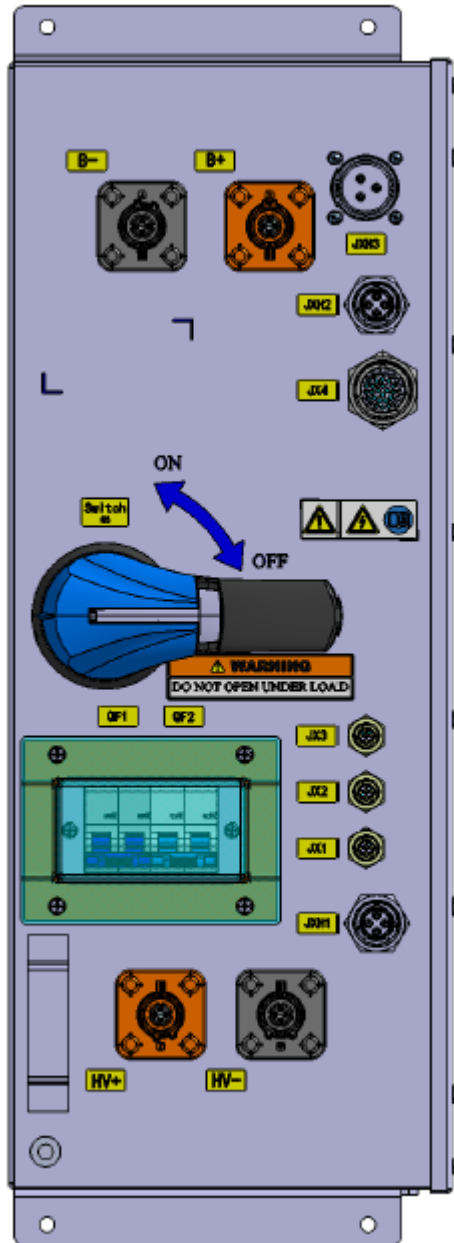 B-
B+
JXH3
JXH2
JX4
ON
Switch
OFF
WARNING
DO NOT OPEN UNDER LOAD
QF1
QF2
JX3
JX2
JX1
JXH1
HV+
HV-